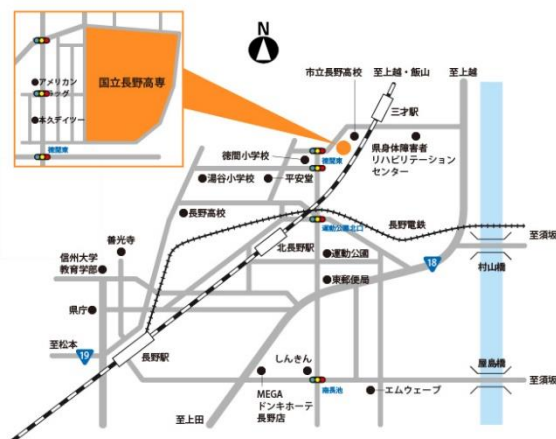 国立長野高専
アメリカン
ドラッグ
本久デイツー
徳間東
N
市立長野高校
至上越・飯山
至上越
三才駅
徳間小学校
徳間東
県身体障害者
リハビリテーション
センター
湯谷小学校
平安堂
長野高校
運動公園北口
長野電鉄
至須坂
善光寺
北長野駅
信州大学
教育学部
運動公園
18
村山橋
東郵便局
県庁
至松本
19
長野駅
しんきん
屋島橋
至須坂
南長池
MEGA
ドンキホーテ
長野店
エムウェーブ
至上田